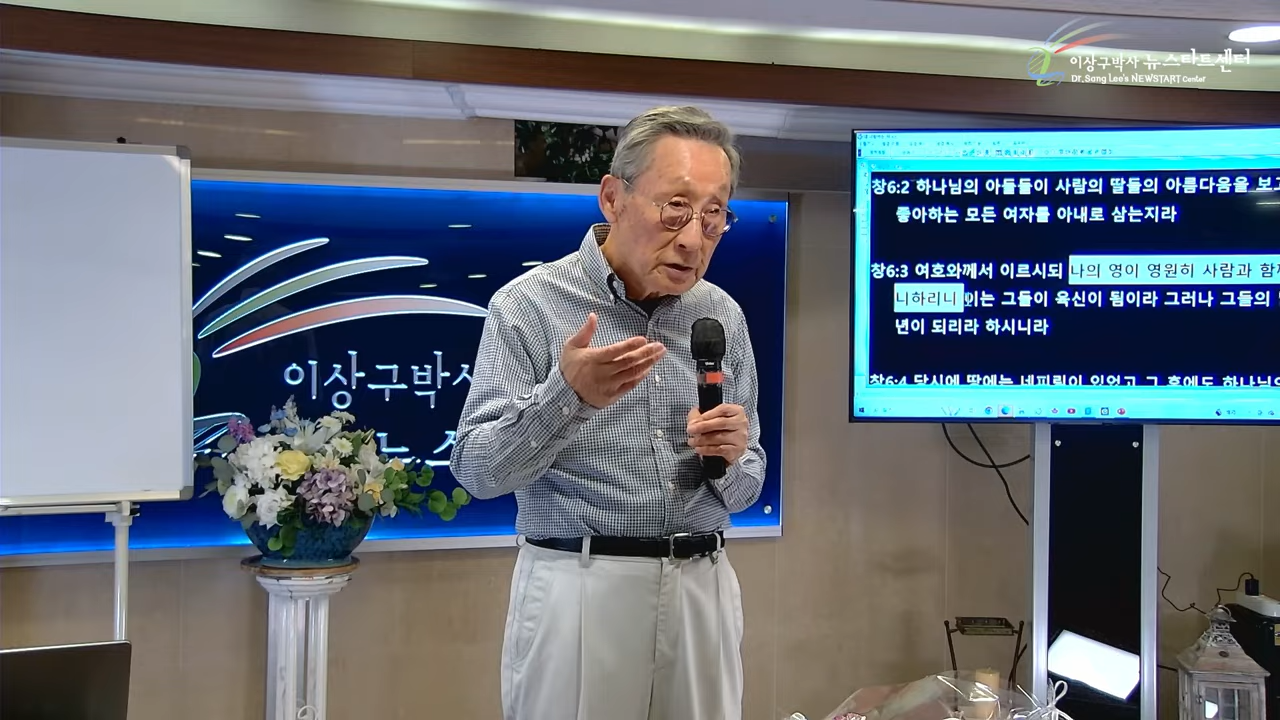 이상구박사 뉴스타트센터
Dr. Sang Lee's NEWSTART Center
창6:2 하나님의 아들들이 사람의 딸들의 아름다움을 보고
좋아하는 모든 여자를 아내로 삼는지라
창6:3 여호와께서 이르시되 나의 영이 영원히 사람과 함께
니하리니 이는 그들이 육신이 됨이라 그러나 그들의
년이 되리라 하시니라
창6:4 당시에 땅에는 네피림이 있었고 그 후에도 하나님의
이상구박사
뉴스